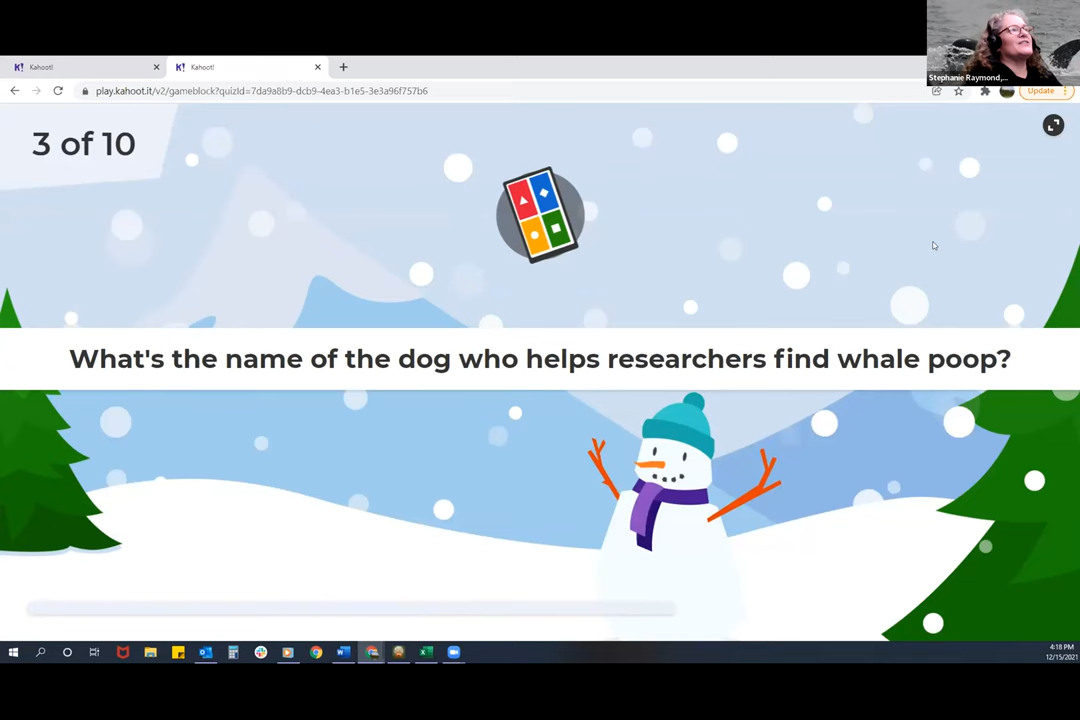 Stephanie Raymond,...
K! Kahoot!
K! Kahoot!
play.kahoot.it/v2/gameblock?quizId=7da9a8b9-dcb9-4ea3-b1e5-3e3a96f757b6
Update
3 of 10
What's the name of the dog who helps researchers find whale poop?
4:18 PM
12/15/2021